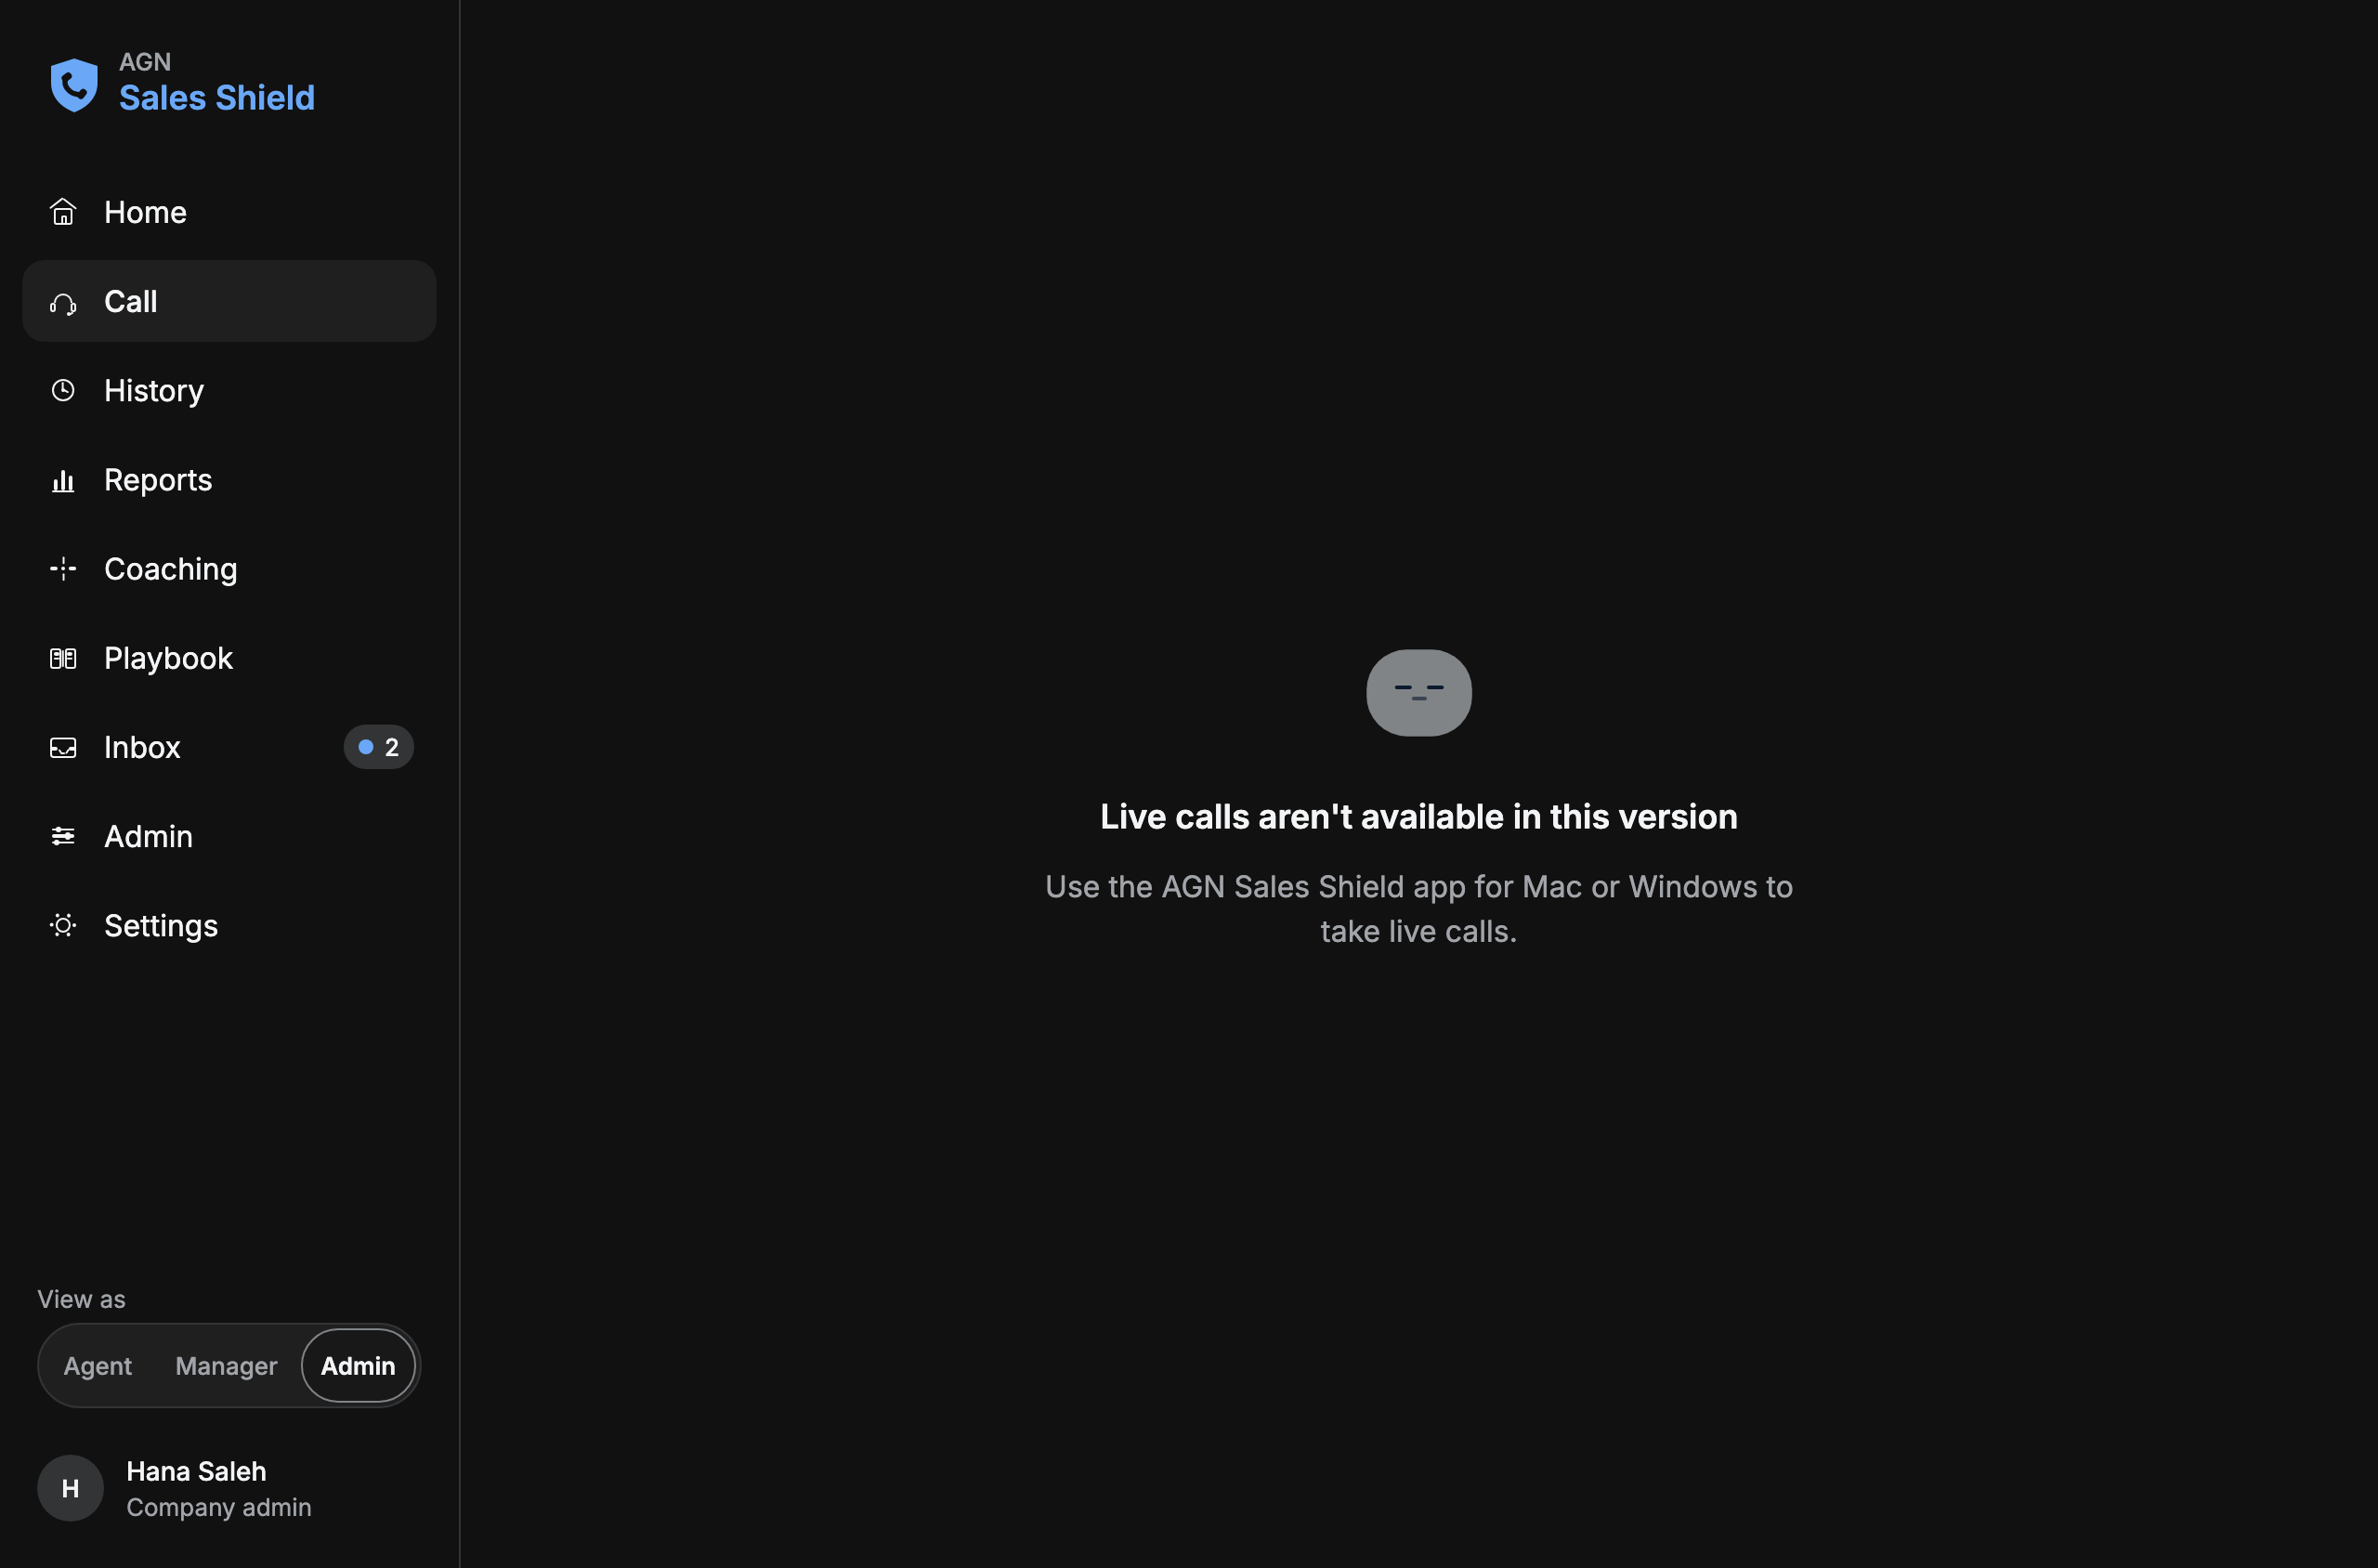 AGN
Sales Shield
Home
Call
History
Reports
Coaching
Playbook
Inbox
2
Admin
Settings
Live calls aren't available in this version
Use the AGN Sales Shield app for Mac or Windows to
take live calls.
View as
Agent
Manager
Admin
H
Hana Saleh
Company admin